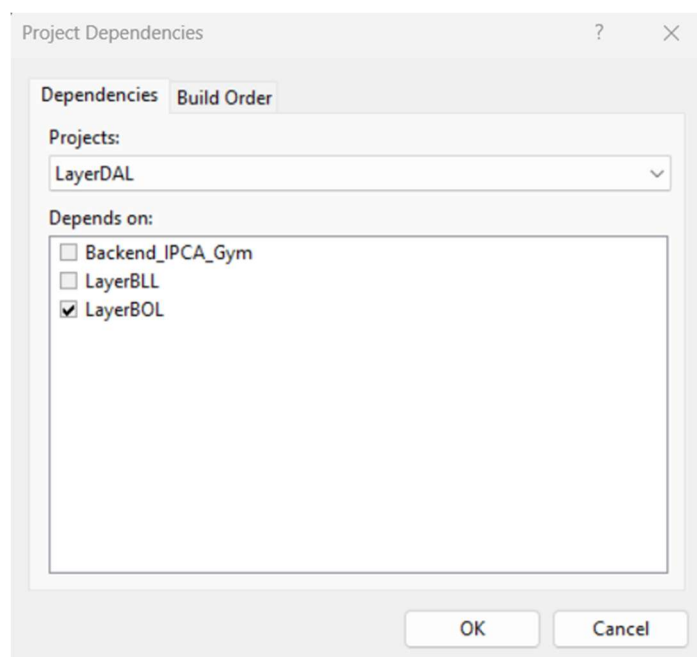 Project Dependencies ?
Dependencies Build Order
Projects:
LayerDAL
Depends on:
Backend_IPCA_Gym
LayerBLL
LayerBOL
OK Cancel